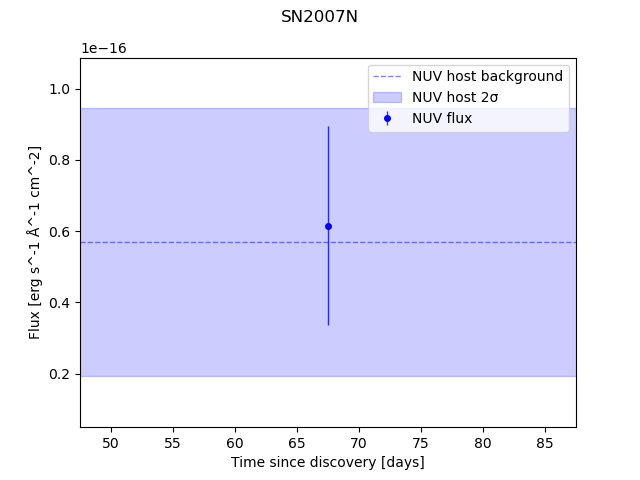 SN2007N
1e−16
NUV host background
NUV host 2σ
NUV flux
1.0
0.8
0.6
0.4
0.2
Flux [erg s^-1 Å^-1 cm^-2]
50 55 60 65 70 75 80 85
Time since discovery [days]